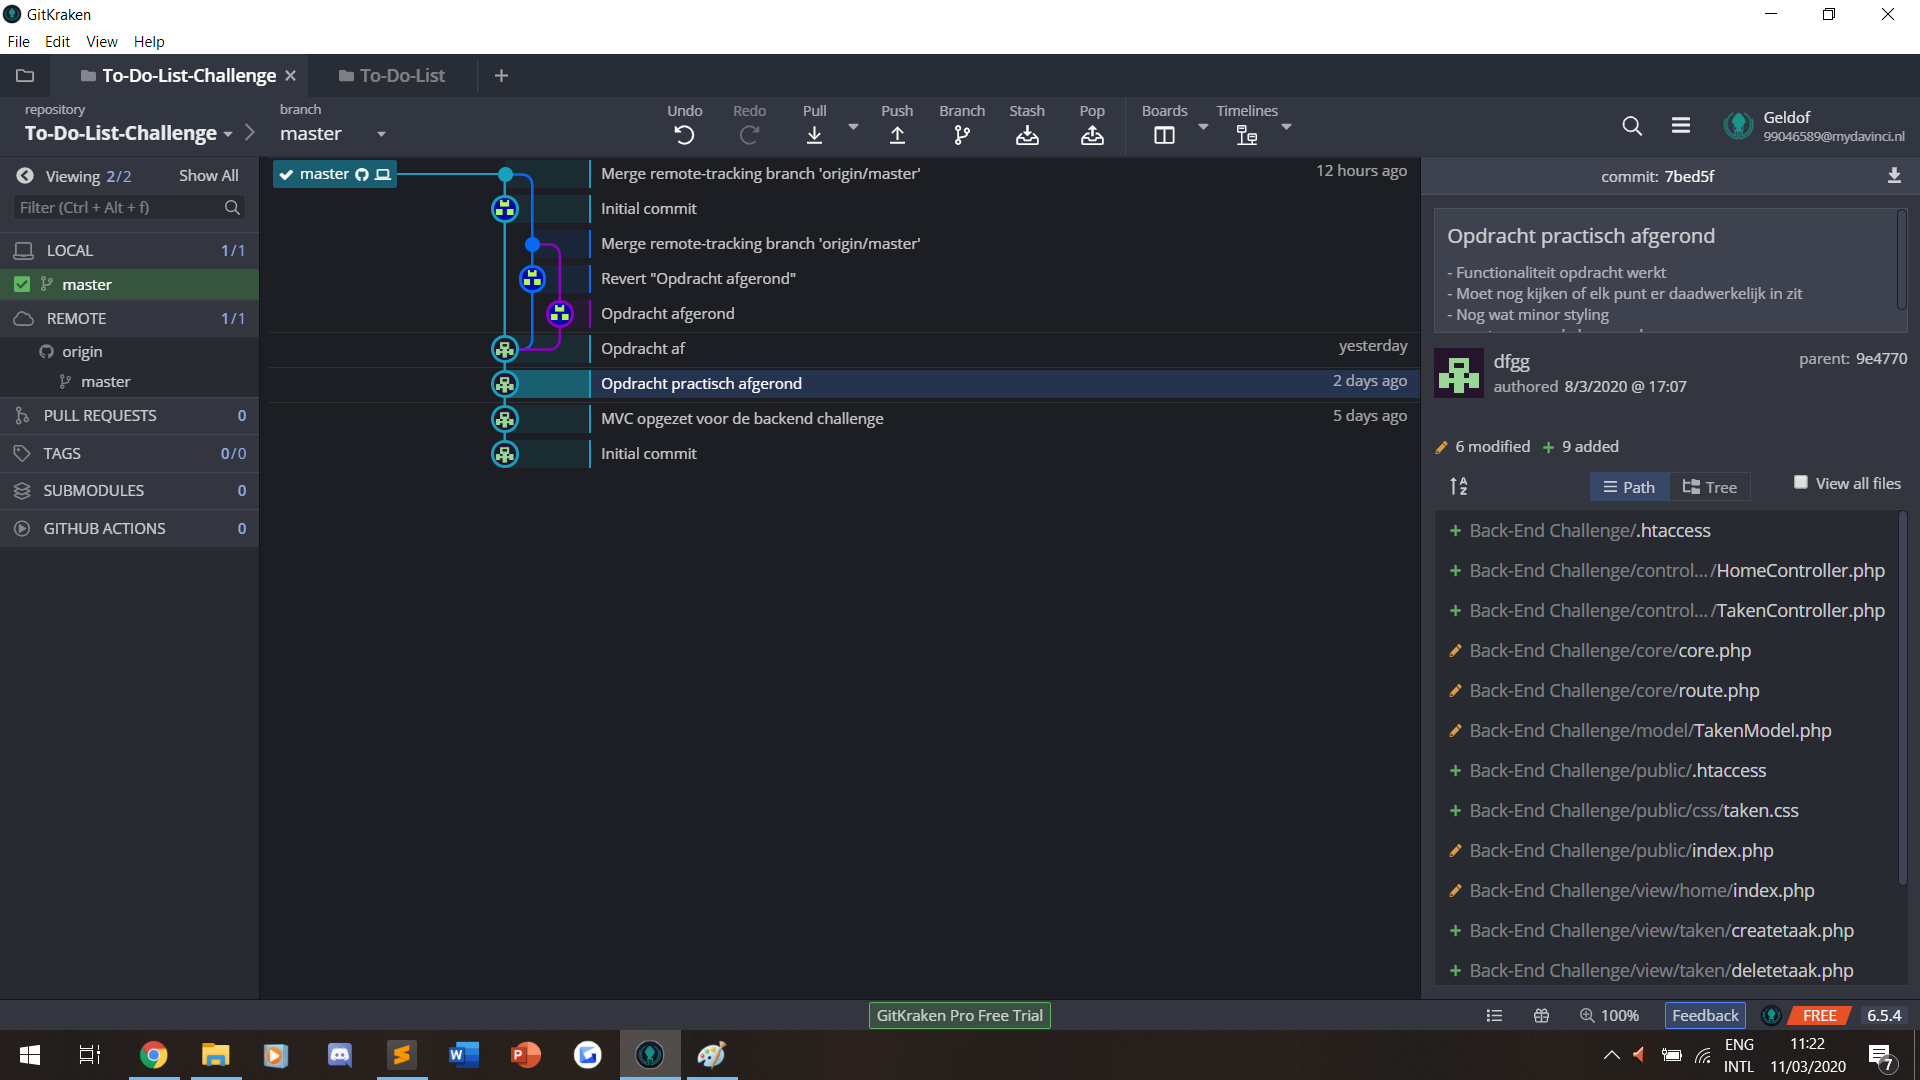 GitKraken
File Edit View Help
To-Do-List-Challenge
To-Do-List
repository
To-Do-List-Challenge
branch
master
Undo
Redo
Pull
Push
Branch
Stash
Pop
Boards
Timelines
Geldof
99046589@mydavinci.nl
Viewing 2/2
Show All
Filter (Ctrl + Alt + f)
LOCAL 1/1
master
REMOTE 1/1
origin
master
PULL REQUESTS 0
TAGS 0/0
SUBMODULES 0
GITHUB ACTIONS 0
master
Merge remote-tracking branch 'origin/master' 12 hours ago
Initial commit
Merge remote-tracking branch 'origin/master'
Revert "Opdracht afgerond"
Opdracht afgerond
Opdracht af yesterday
Opdracht practisch afgerond 2 days ago
MVC opgezet voor de backend challenge 5 days ago
Initial commit
commit: 7bed5f
Opdracht practisch afgerond
- Functionaliteit opdracht werkt
- Moet nog kijken of elk punt er daadwerkelijk in zit
- Nog wat minor styling
dfgg
authored 8/3/2020 @ 17:07
parent: 9e4770
6 modified
9 added
Path
Tree
View all files
Back-End Challenge/.htaccess
Back-End Challenge/control... /HomeController.php
Back-End Challenge/control... /TakenController.php
Back-End Challenge/core/core.php
Back-End Challenge/core/route.php
Back-End Challenge/model/TakenModel.php
Back-End Challenge/public/.htaccess
Back-End Challenge/public/css/taken.css
Back-End Challenge/public/index.php
Back-End Challenge/view/home/index.php
Back-End Challenge/view/taken/createtaak.php
Back-End Challenge/view/taken/deletetaak.php
GitKraken Pro Free Trial
100%
Feedback
FREE
6.5.4
ENG
INTL
11:22
11/03/2020
7